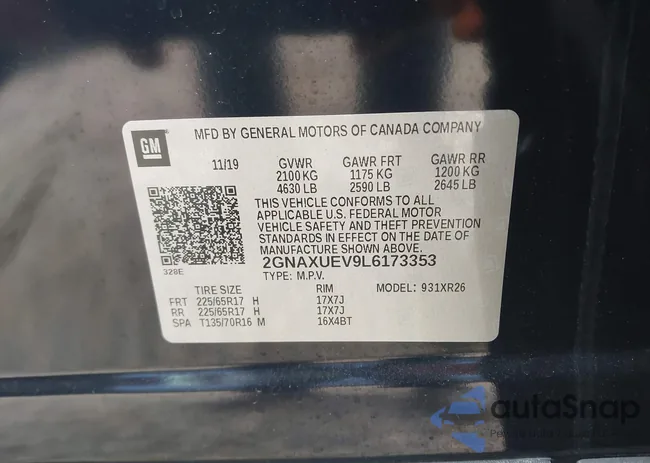 GM
MFD BY GENERAL MOTORS OF CANADA COMPANY
11/19 GVWR GAWR FRT GAWR RR
2100 KG 1175 KG 1200 KG
4630 LB 2590 LB 2645 LB
THIS VEHICLE CONFORMS TO ALL
APPLICABLE U.S. FEDERAL MOTOR
VEHICLE SAFETY AND THEFT PREVENTION
STANDARDS IN EFFECT ON THE DATE OF
MANUFACTURE SHOWN ABOVE.
328E
2GNAXUEV9L6173353
TYPE: M.P.V. MODEL: 931XR26
TIRE SIZE RIM
FRT 225/65R17 H 17X7J
RR 225/65R17 H 17X7J
SPA T135/70R16 M 16X4BT
autoSnap